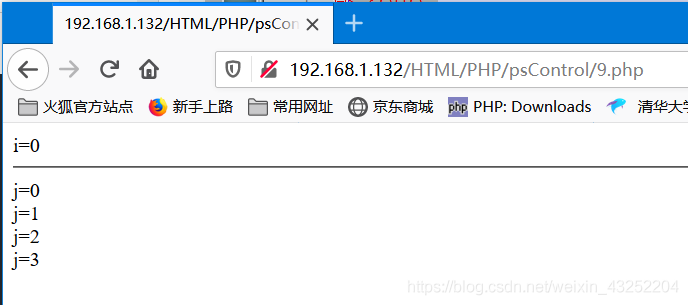 192.168.1.132/HTML/PHP/psCon
192.168.1.132/HTML/PHP/psControl/9.php
火狐官方站点 新手上路 常用网址 京东商城 php PHP: Downloads 清华大学
i=0
j=0
j=1
j=2
j=3
https://blog.csdn.net/weixin_43252204